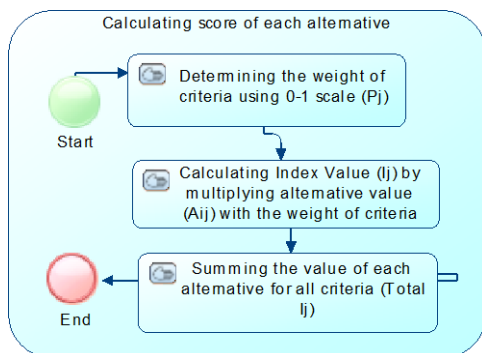 Calculating score of each alternative
Determining the weight of
criteria using 0-1 scale (Pj)
Start
Calculating Index Value (Ij) by
multiplying alternative value
(Aij) with the weight of criteria
Summing the value of each
alternative for all criteria (Total
Ij)
End